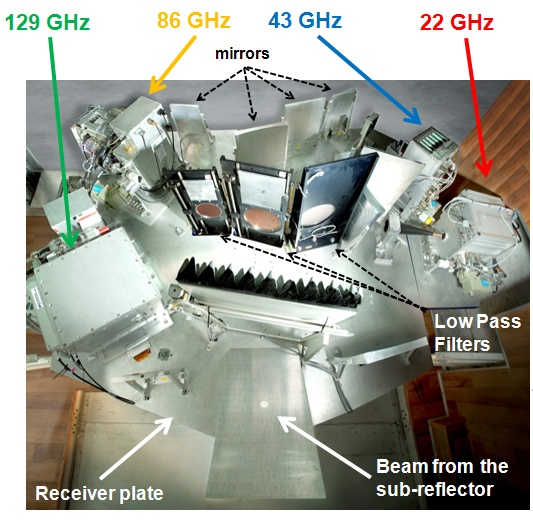 129 GHz
86 GHz
43 GHz
22 GHz
mirrors
Low Pass
Filters
Receiver plate
Beam from the
sub-reflector